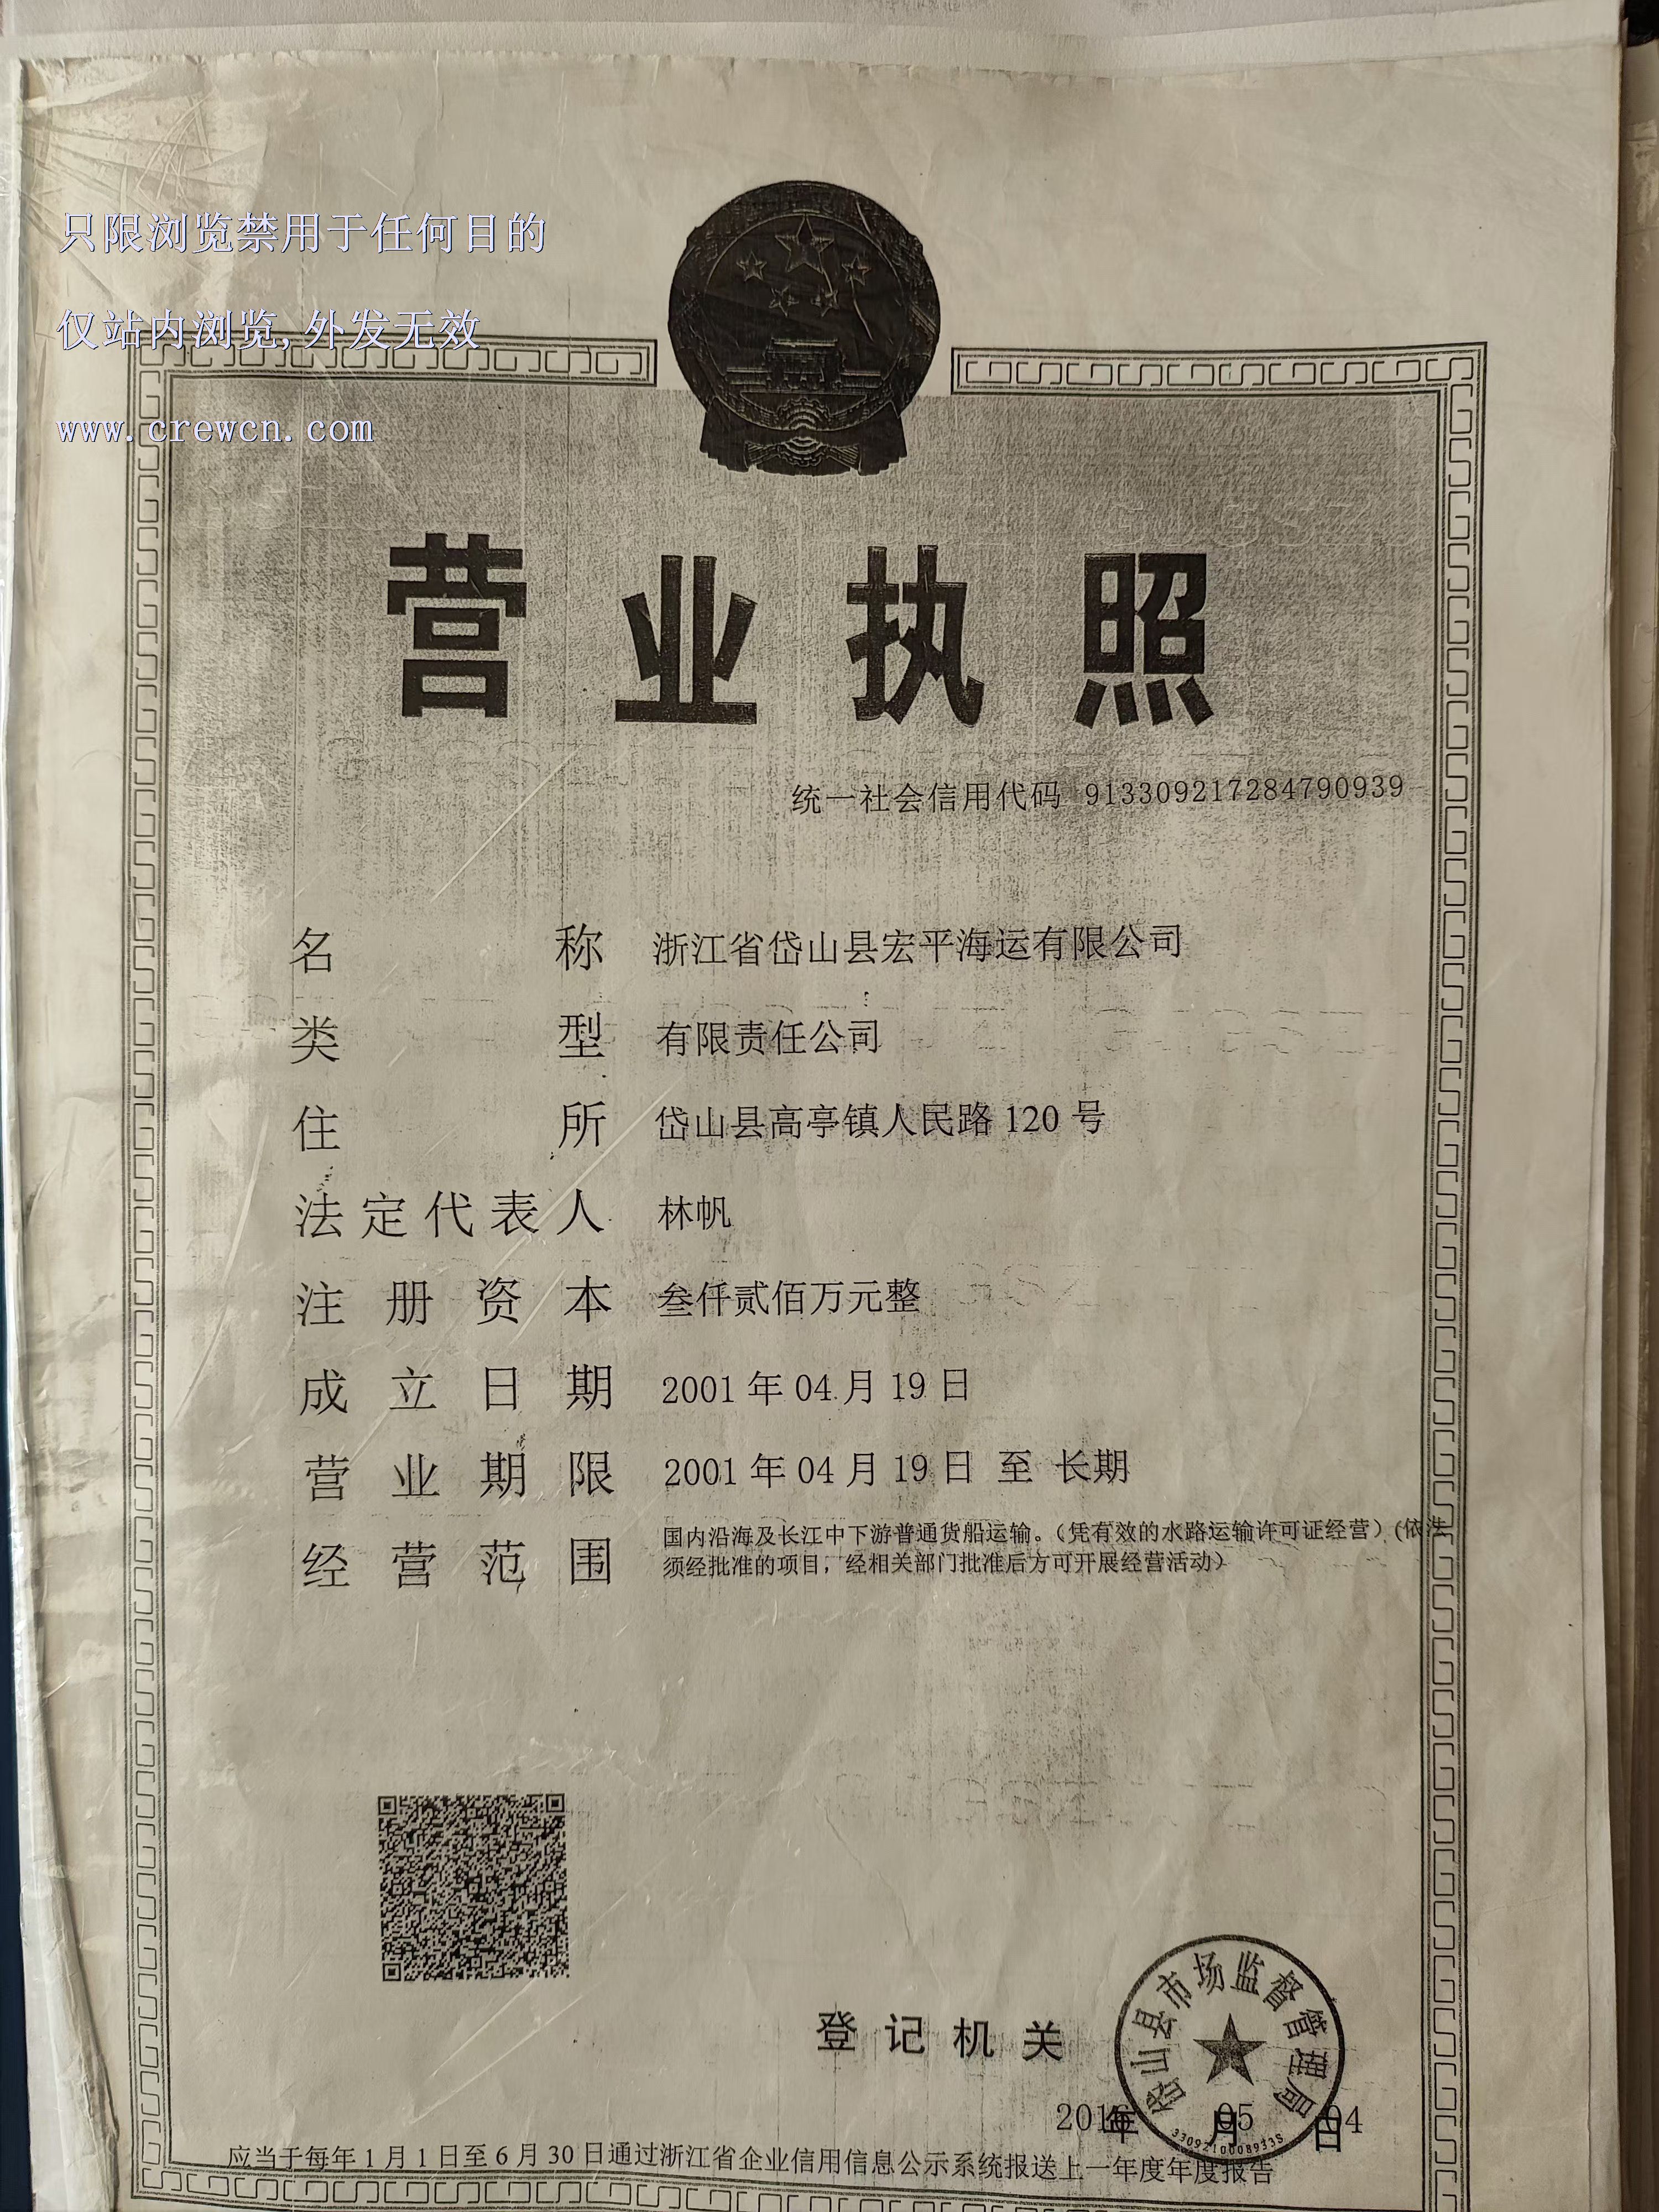 只限浏览禁用于任何目的
仅站内浏览,外发无效
www.crewcn.com
营业执照
统一社会信用代码 913309217284790939
名称 浙江省岱山县宏平海运有限公司
类型 有限责任公司
住所 岱山县高亭镇人民路120号
法定代表人 林帆
注册资本 叁仟贰佰万元整
成立日期 2001年04月19日
营业期限 2001年04月19日 至 长期
经营范围 国内沿海及长江中下游普通货船运输。（凭有效的水路运输许可证经营）(依法
须经批准的项目，经相关部门批准后方可开展经营活动）
岱山县市场监督管理局
登记机关
年 月05 日04
应当于每年1月1日至6月30日通过浙江省企业信用信息公示系统报送上一年度年度报告